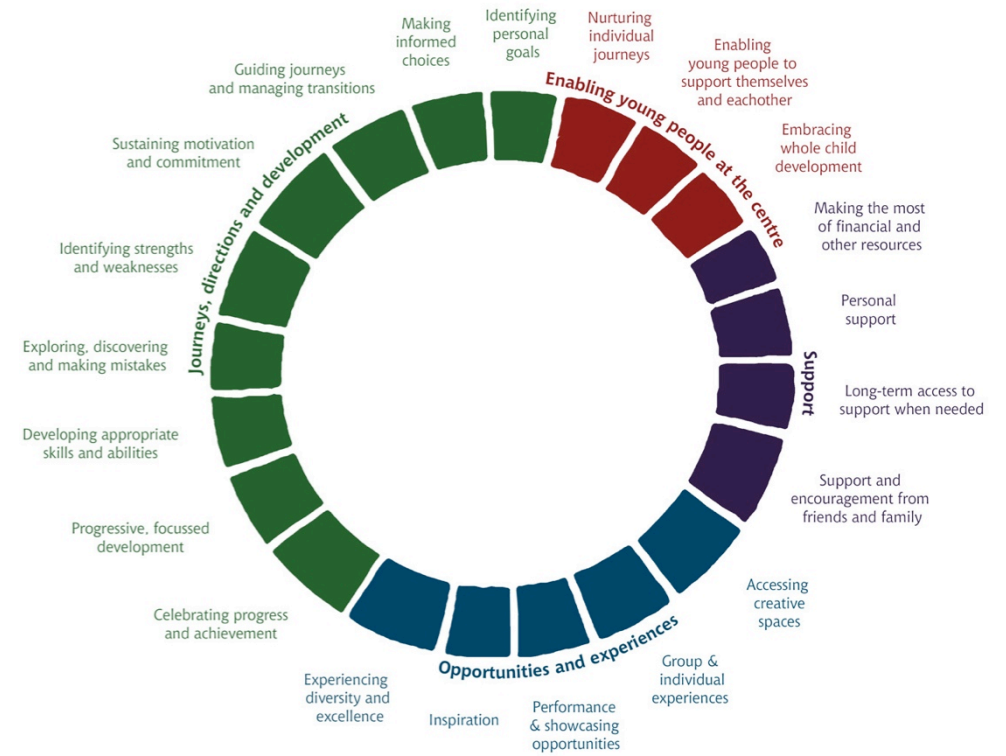 Identifying
personal
goals
Nurturing
individual
journeys
Enabling
young people to
support themselves
and eachother
Embracing
whole child
development
Enabling young people at the centre
Making the most
of financial and
other resources
Personal
support
Long-term access to
support when needed
Support and
encouragement from
friends and family
Support
Accessing
creative
spaces
Group &
individual
experiences
Performance
& showcasing
opportunities
Inspiration
Experiencing
diversity and
excellence
Opportunities and experiences
Celebrating progress
and achievement
Progressive, focussed
development
Developing appropriate
skills and abilities
Exploring, discovering
and making mistakes
Identifying strengths
and weaknesses
Sustaining motivation
and commitment
Guiding journeys
and managing transitions
Making
informed
choices
Journeys, directions and development